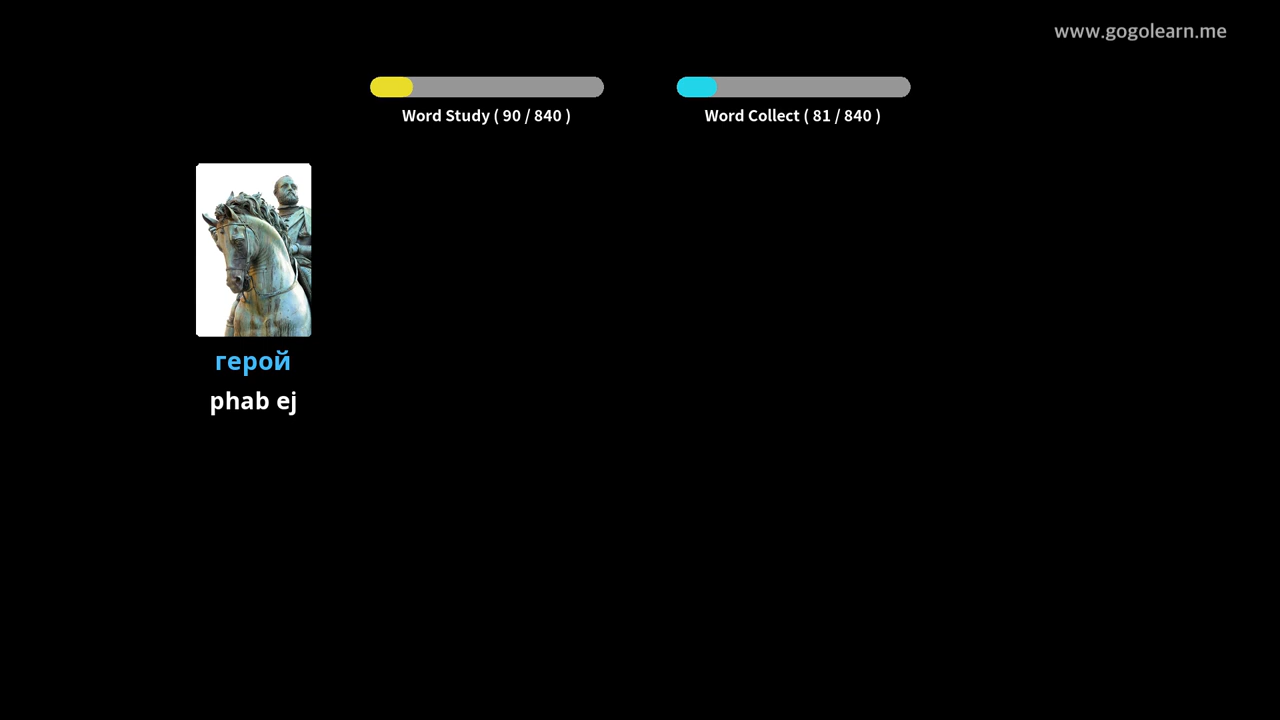 www.gogolearn.me
Word Study ( 90 / 840 )
Word Collect ( 81 / 840 )
герой
phab ej